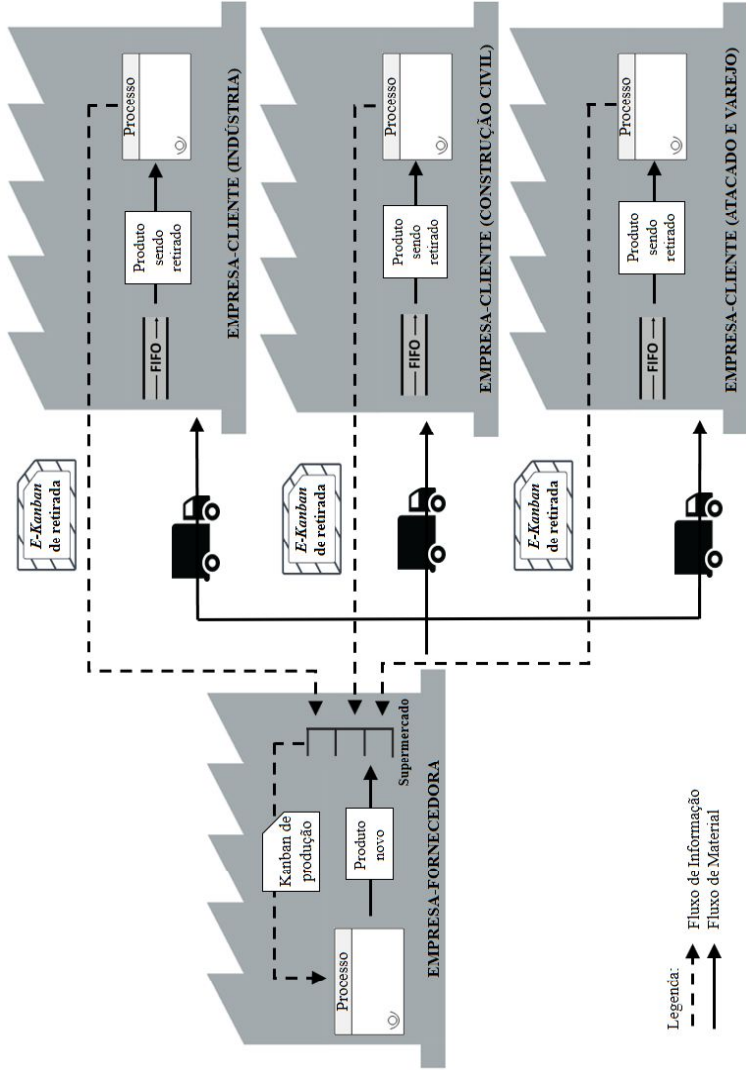 Kanban de
produção
Processo
Produto
novo
Supermercado
EMPRESA-FORNECEDORA
E-Kanban
de retirada
Processo
FIFO
Produto
sendo
retirado
EMPRESA-CLIENTE (INDÚSTRIA)
E-Kanban
de retirada
Processo
FIFO
Produto
sendo
retirado
EMPRESA-CLIENTE (CONSTRUÇÃO CIVIL)
E-Kanban
de retirada
Processo
FIFO
Produto
sendo
retirado
EMPRESA-CLIENTE (ATACADO E VAREJO)
Legenda:
Fluxo de Informação
Fluxo de Material